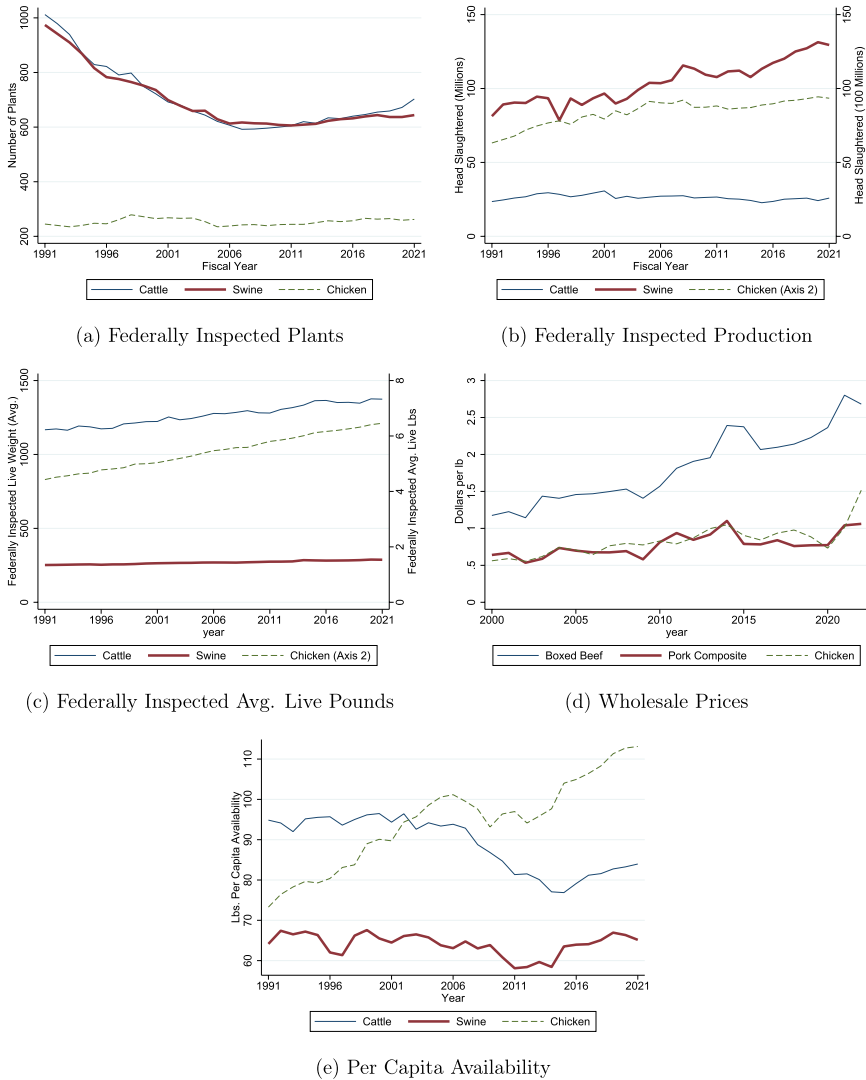 200 400 600 800 1000
Number of Plants
1991 1996 2001 2006 2011 2016 2021
Fiscal Year
Cattle Swine Chicken
(a) Federally Inspected Plants
0 50 100 150
Head Slaughtered (Millions)
0 50 100 150
Head Slaughtered (100 Millions)
1991 1996 2001 2006 2011 2016 2021
Fiscal Year
Cattle Swine Chicken (Axis 2)
(b) Federally Inspected Production
0 500 1000 1500
Federally Inspected Live Weight (Avg.)
0 2 4 6 8
Federally Inspected Avg. Live Lbs
1991 1996 2001 2006 2011 2016 2021
year
Cattle Swine Chicken (Axis 2)
(c) Federally Inspected Avg. Live Pounds
0 .5 1 1.5 2 2.5 3
Dollars per lb
2000 2005 2010 2015 2020
year
Boxed Beef Pork Composite Chicken
(d) Wholesale Prices
60 70 80 90 100 110
Lbs. Per Capita Availability
1991 1996 2001 2006 2011 2016 2021
Year
Cattle Swine Chicken
(e) Per Capita Availability